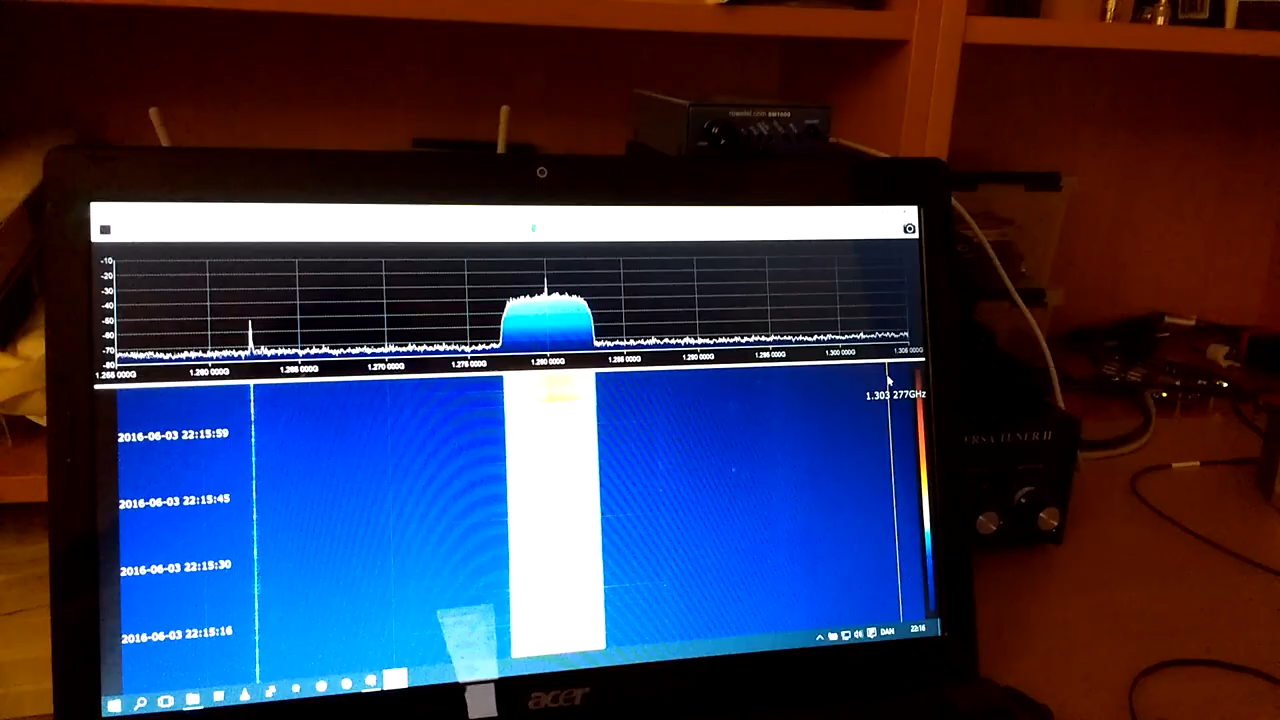 -10
-20
-30
-40
-70
-80
1.260 000G
1.265 000G
1.270 000G
1.275 000G
1.280 000G
1.285 000G
1.290 000G
1.295 000G
1.300 000G
1.303 277GHz
2016-06-03 22:15:59
2016-06-03 22:15:45
2016-06-03 22:15:30
2016-06-03 22:15:16
DAN
22:16
acer
TUNER II